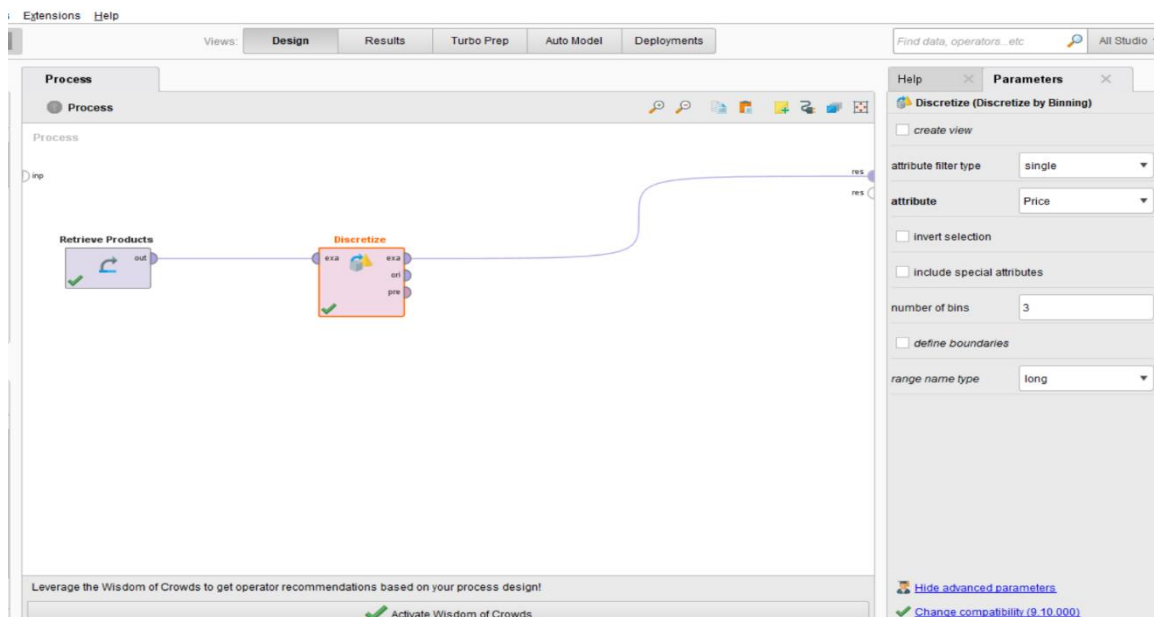 Extensions Help
Views: Design Results Turbo Prep Auto Model Deployments
Find data, operators...etc
All Studio
Process
Process
Process
inp
res
res
Retrieve Products
out
Discretize
exa exa
ori
pre
Leverage the Wisdom of Crowds to get operator recommendations based on your process design!
Activate Wisdom of Crowds
Help Parameters
Discretize (Discretize by Binning)
create view
attribute filter type single
attribute Price
invert selection
include special attributes
number of bins 3
define boundaries
range name type long
Hide advanced parameters
Change compatibility (9.10.000)